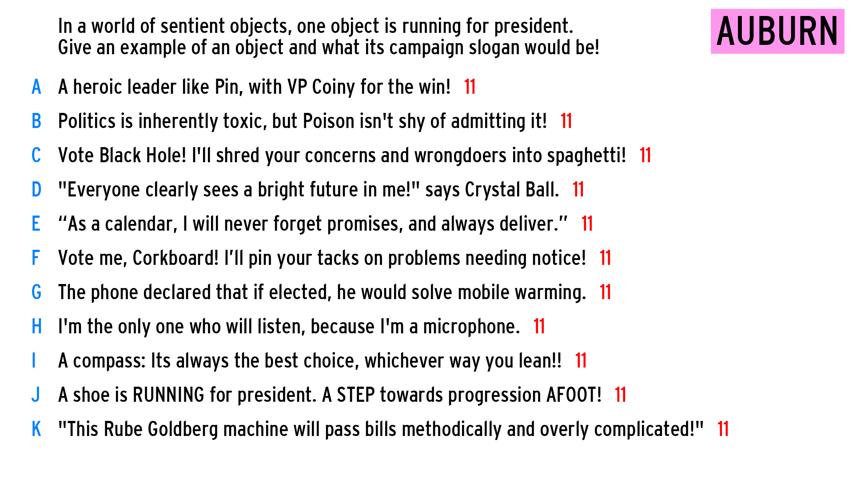 In a world of sentient objects, one object is running for president.
Give an example of an object and what its campaign slogan would be!
AUBURN
A A heroic leader like Pin, with VP Coiny for the win! 11
B Politics is inherently toxic, but Poison isn't shy of admitting it! 11
C Vote Black Hole! I'll shred your concerns and wrongdoers into spaghetti! 11
D "Everyone clearly sees a bright future in me!" says Crystal Ball. 11
E “As a calendar, I will never forget promises, and always deliver.” 11
F Vote me, Corkboard! I’ll pin your tacks on problems needing notice! 11
G The phone declared that if elected, he would solve mobile warming. 11
H I'm the only one who will listen, because I'm a microphone. 11
I A compass: Its always the best choice, whichever way you lean!! 11
J A shoe is RUNNING for president. A STEP towards progression AFOOT! 11
K "This Rube Goldberg machine will pass bills methodically and overly complicated!" 11